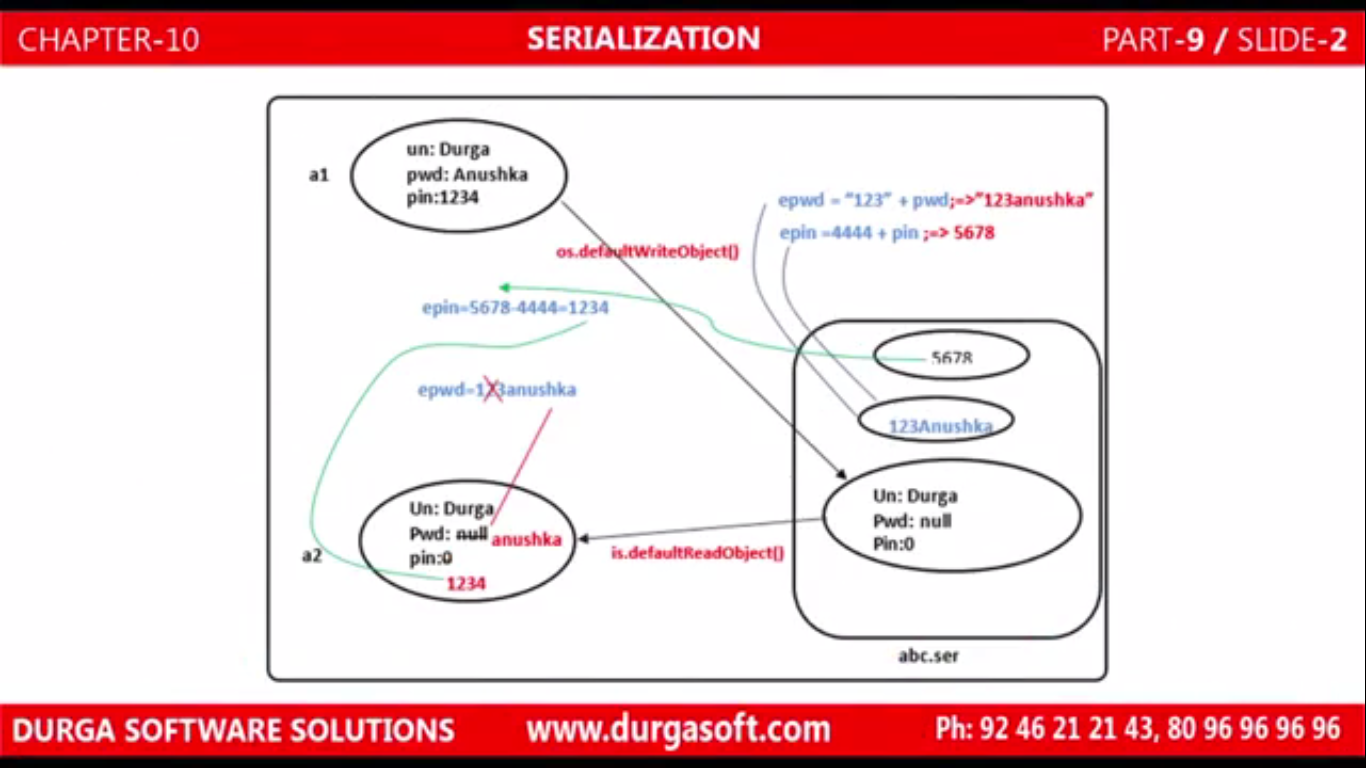 CHAPTER-10
SERIALIZATION
PART-9 / SLIDE-2
a1
un: Durga
pwd: Anushka
pin:1234
epwd = "123" + pwd;=>"123anushka"
epin =4444 + pin ;=> 5678
os.defaultWriteObject()
epin=5678-4444=1234
5678
epwd=123anushka
123Anushka
a2
Un: Durga
Pwd: null anushka
pin:0
1234
is.defaultReadObject()
Un: Durga
Pwd: null
Pin:0
abc.ser
DURGA SOFTWARE SOLUTIONS
www.durgasoft.com
Ph: 92 46 21 21 43, 80 96 96 96 96